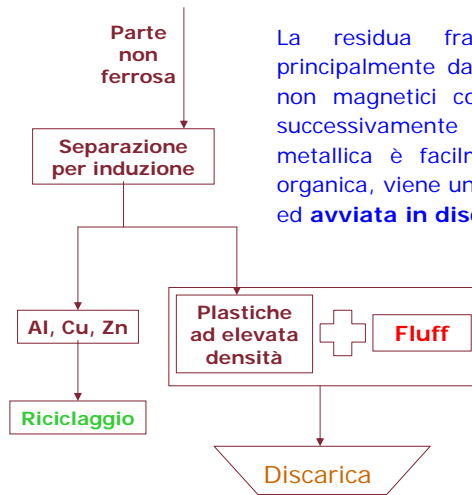 Parte
non
ferrosa
La residua fra
principalmente da
non magnetici co
successivamente
metallica è facilm
organica, viene un
ed avviata in disc
Separazione
per induzione
Al, Cu, Zn
Plastiche
ad elevata
densità
Fluff
Riciclaggio
Discarica